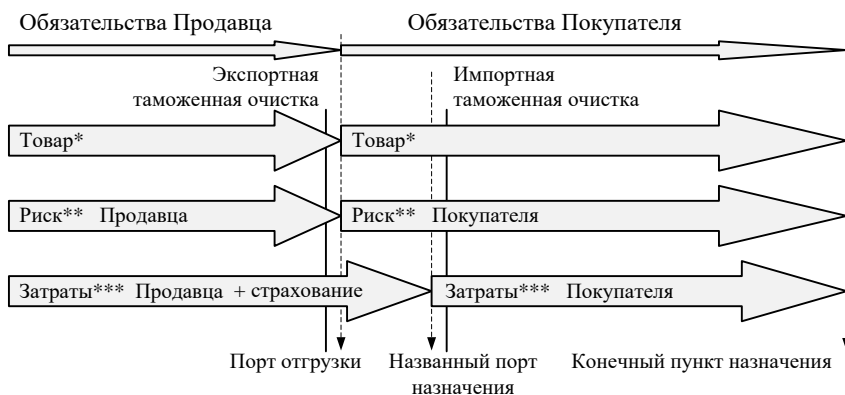 Обязательства Продавца
Обязательства Покупателя
Экспортная
таможенная очистка
Импортная
таможенная очистка
Товар*
Товар*
Риск** Продавца
Риск** Покупателя
Затраты*** Продавца + страхование
Затраты*** Покупателя
Порт отгрузки
Названный порт
назначения
Конечный пункт назначения